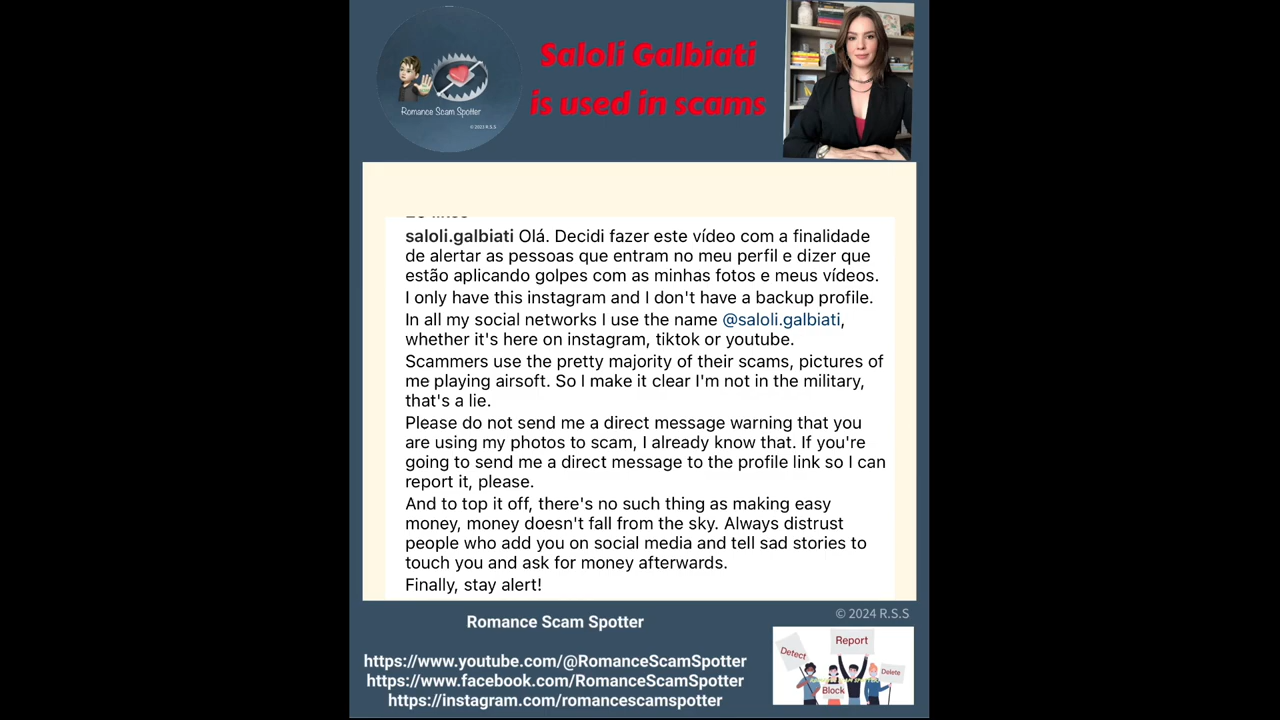 Romance Scam Spotter
© 2023 R.S.S
Saloli Galbiati
is used in scams
saloli.galbiati Olá. Decidi fazer este vídeo com a finalidade
de alertar as pessoas que entram no meu perfil e dizer que
estão aplicando golpes com as minhas fotos e meus vídeos.
I only have this instagram and I don't have a backup profile.
In all my social networks I use the name @saloli.galbiati,
whether it's here on instagram, tiktok or youtube.
Scammers use the pretty majority of their scams, pictures of
me playing airsoft. So I make it clear I'm not in the military,
that's a lie.
Please do not send me a direct message warning that you
are using my photos to scam, I already know that. If you're
going to send me a direct message to the profile link so I can
report it, please.
And to top it off, there's no such thing as making easy
money, money doesn't fall from the sky. Always distrust
people who add you on social media and tell sad stories to
touch you and ask for money afterwards.
Finally, stay alert!
© 2024 R.S.S
Romance Scam Spotter
https://www.youtube.com/@RomanceScamSpotter
https://www.facebook.com/RomanceScamSpotter
https://instagram.com/romancescamspotter
Detect
Report
Block
Delete